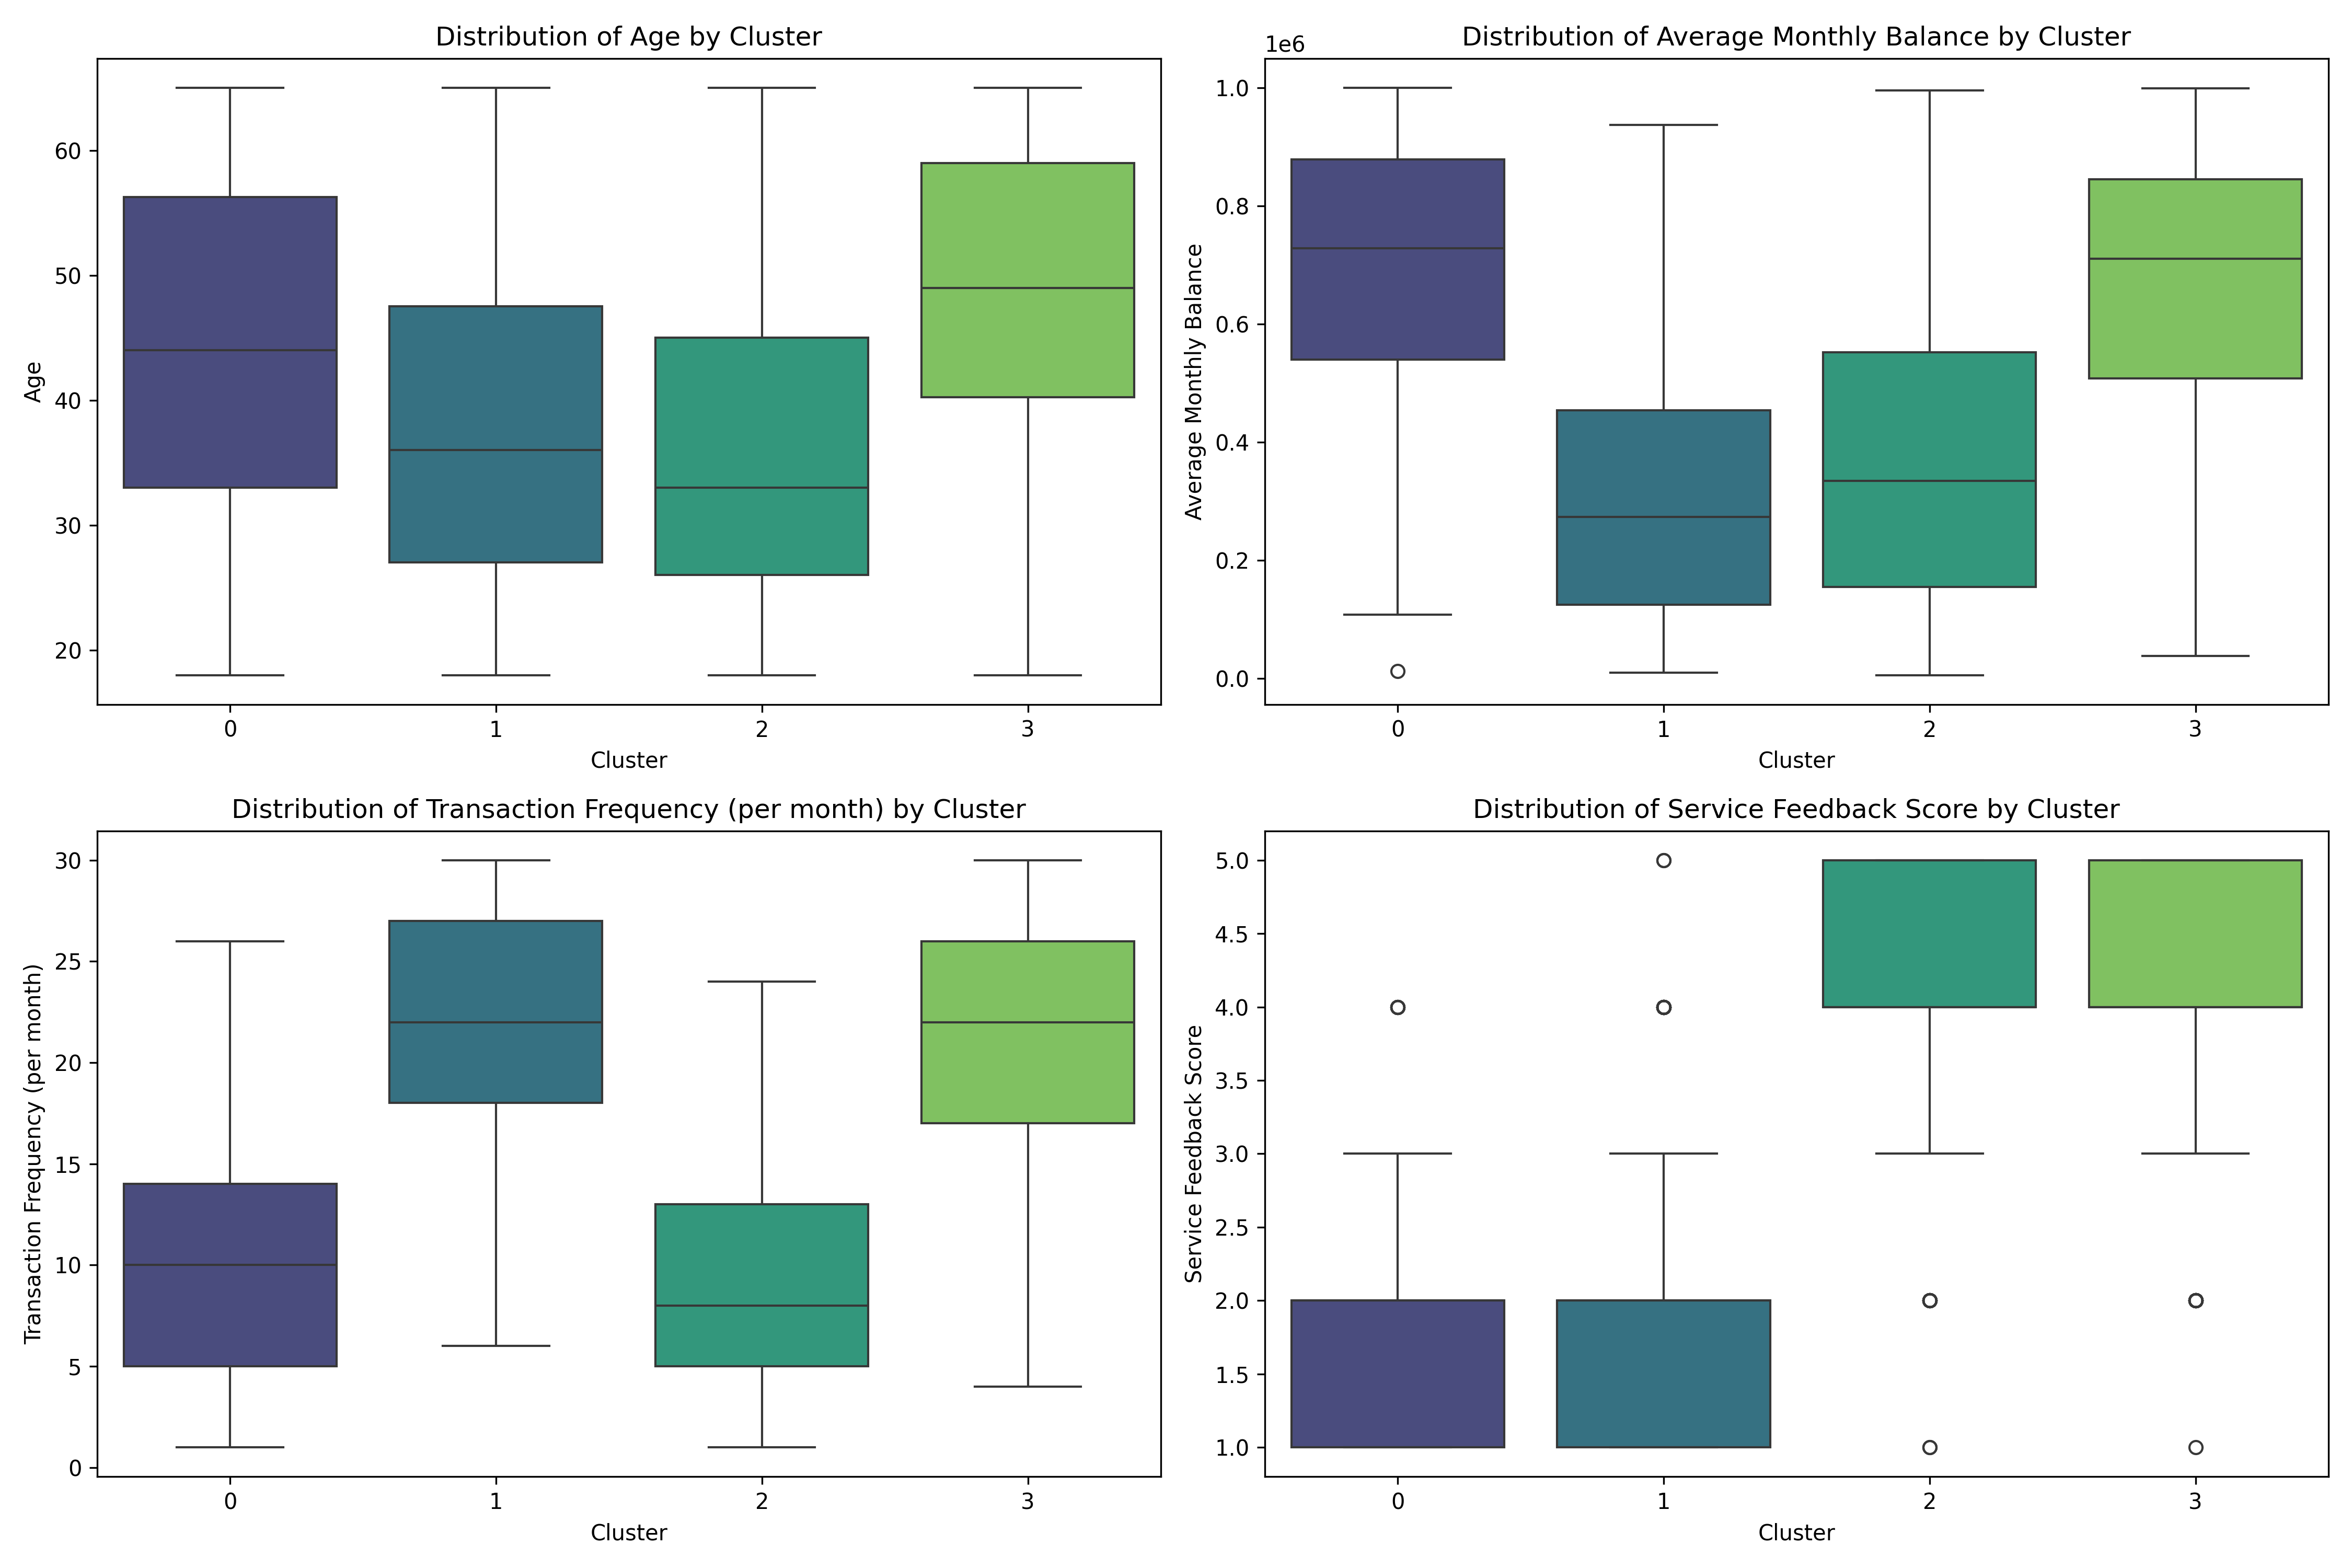 Distribution of Age by Cluster
Age
60
50
40
30
20
0 1 2 3
Cluster
Distribution of Average Monthly Balance by Cluster
1e6
Average Monthly Balance
1.0
0.8
0.6
0.4
0.2
0.0
0 1 2 3
Cluster
Distribution of Transaction Frequency (per month) by Cluster
Transaction Frequency (per month)
30
25
20
15
10
5
0
0 1 2 3
Cluster
Distribution of Service Feedback Score by Cluster
Service Feedback Score
5.0
4.5
4.0
3.5
3.0
2.5
2.0
1.5
1.0
0 1 2 3
Cluster